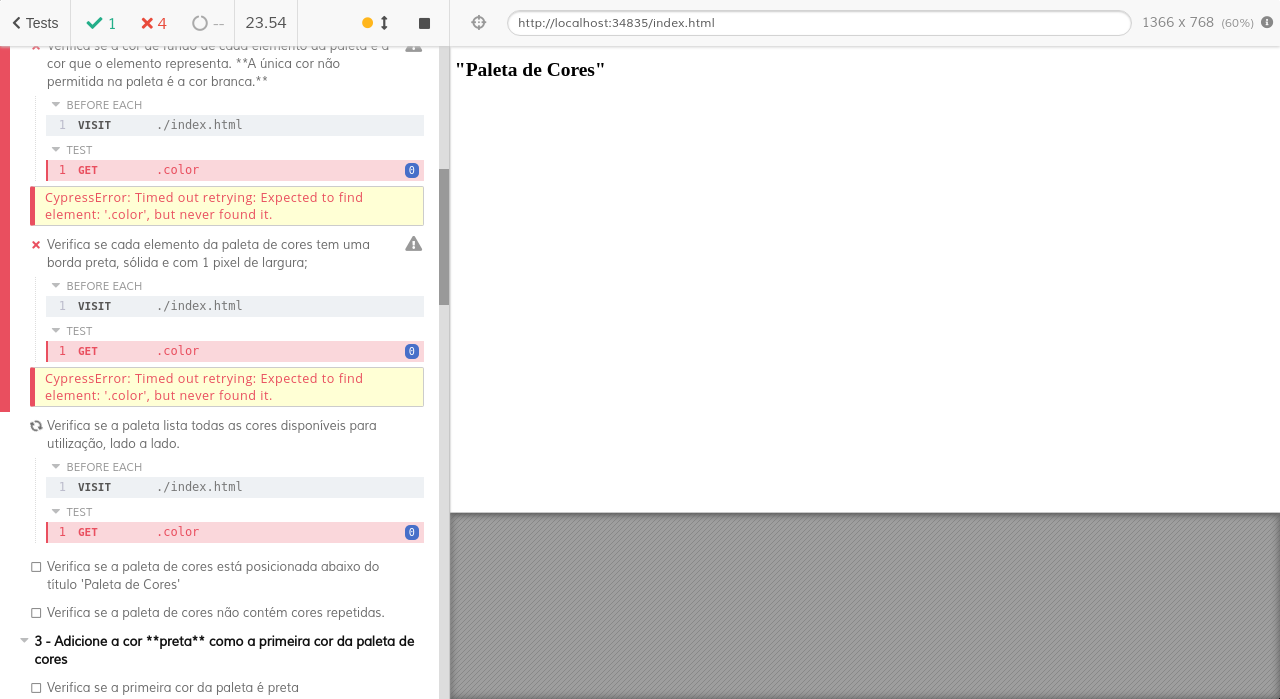 Tests
1
4
--
23.54
http://localhost:34835/index.html
1366 x 768 (60%)
Verifica se a cor de fundo de cada elemento da paleta é a
cor que o elemento representa. **A única cor não
permitida na paleta é a cor branca.**
BEFORE EACH
1 VISIT ./index.html
TEST
1 GET .color 0
CypressError: Timed out retrying: Expected to find
element: '.color', but never found it.
Verifica se cada elemento da paleta de cores tem uma
borda preta, sólida e com 1 pixel de largura;
BEFORE EACH
1 VISIT ./index.html
TEST
1 GET .color 0
CypressError: Timed out retrying: Expected to find
element: '.color', but never found it.
Verifica se a paleta lista todas as cores disponíveis para
utilização, lado a lado.
BEFORE EACH
1 VISIT ./index.html
TEST
1 GET .color 0
Verifica se a paleta de cores está posicionada abaixo do
título 'Paleta de Cores'
Verifica se a paleta de cores não contém cores repetidas.
3 - Adicione a cor **preta** como a primeira cor da paleta de
cores
Verifica se a primeira cor da paleta é preta
"Paleta de Cores"